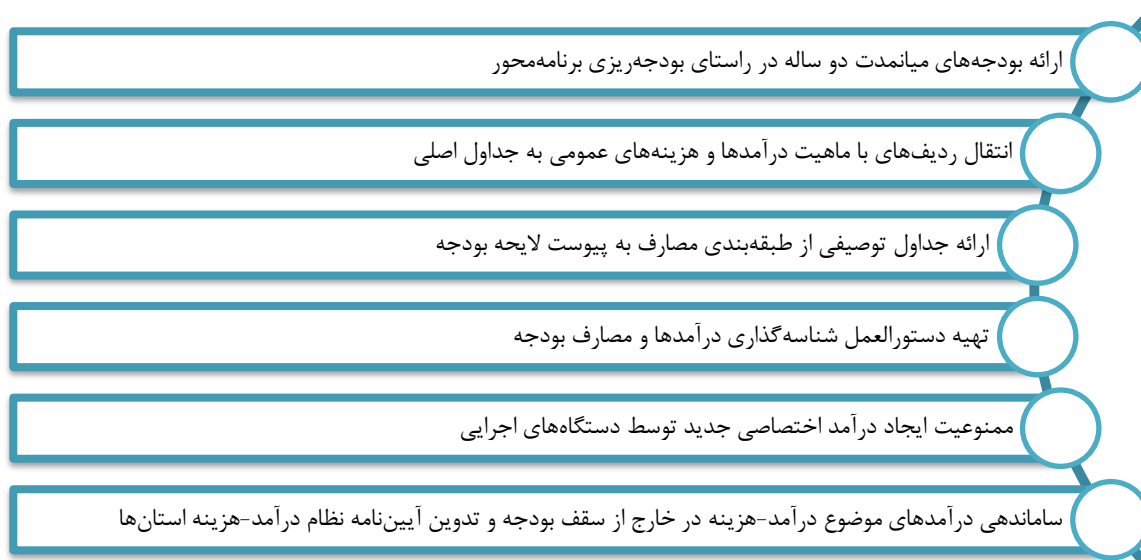 ارائه بودجه‌های میانمدت دو ساله در راستای بودجه‌ریزی برنامه‌محور
انتقال ردیف‌های با ماهیت درآمدها و هزینه‌های عمومی به جداول اصلی
ارائه جداول توصیفی از طبقه‌بندی مصارف به پیوست لایحه بودجه
تهیه دستورالعمل شناسه‌گذاری درآمدها و مصارف بودجه
ممنوعیت ایجاد درآمد اختصاصی جدید توسط دستگاه‌های اجرایی
ساماندهی درآمدهای موضوع درآمد-هزینه در خارج از سقف بودجه و تدوین آیین‌نامه نظام درآمد-هزینه استان‌ها